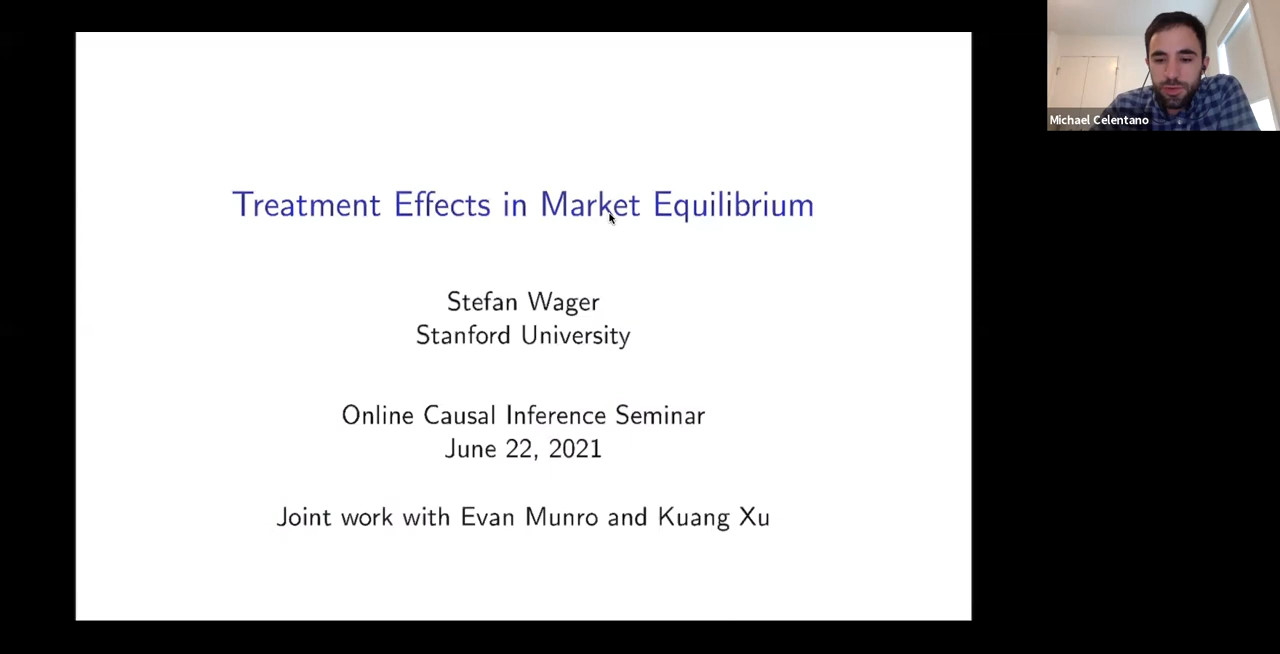 Treatment Effects in Market Equilibrium
Stefan Wager
Stanford University
Online Causal Inference Seminar
June 22, 2021
Joint work with Evan Munro and Kuang Xu
Michael Celentano